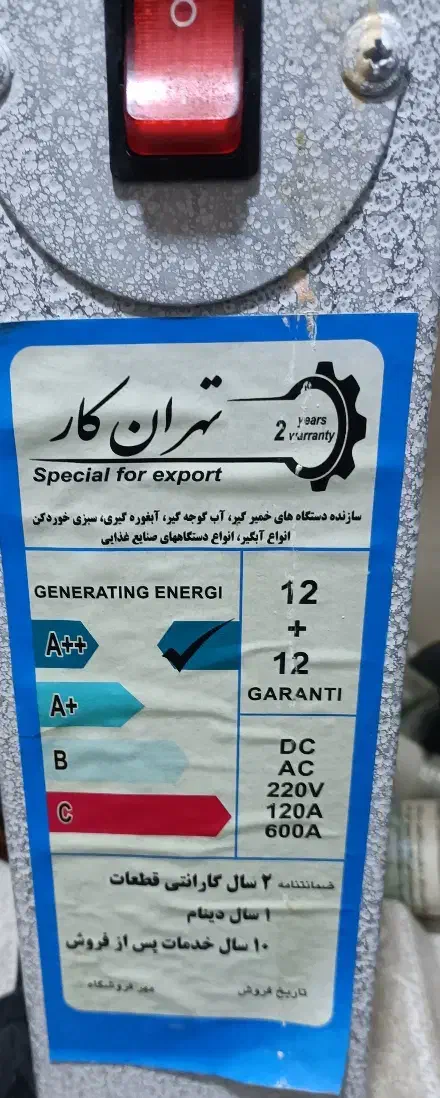 تهران کار
2 years warranty
Special for export
سازنده دستگاه های خمیر گیر، آب گوجه گیر، آبغوره گیری، سبزی خوردکن
انواع آبگیر، انواع دستگاههای صنایع غذایی
GENERATING ENERGI
A++
A+
B
C
12
+
12
GARANTI
DC
AC
220V
120A
600A
ضمانتنامه ۲ سال گارانتی قطعات
۱ سال دینام
۱۰ سال خدمات پس از فروش
تاریخ فروش
مهر فروشگاه